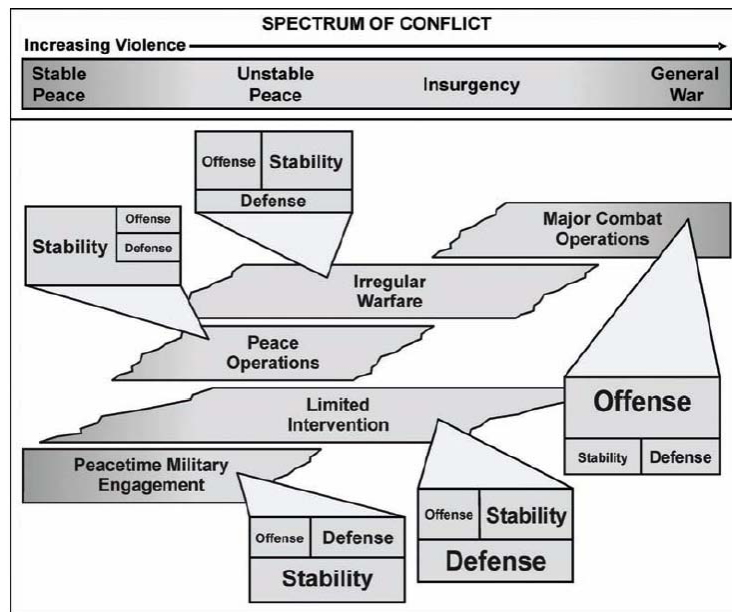 SPECTRUM OF CONFLICT
Increasing Violence
Stable
Peace
Unstable
Peace
Insurgency
General
War
Offense
Stability
Defense
Stability
Offense
Defense
Major Combat
Operations
Irregular
Warfare
Peace
Operations
Limited
Intervention
Offense
Stability
Defense
Peacetime Military
Engagement
Offense
Defense
Stability
Offense
Stability
Defense